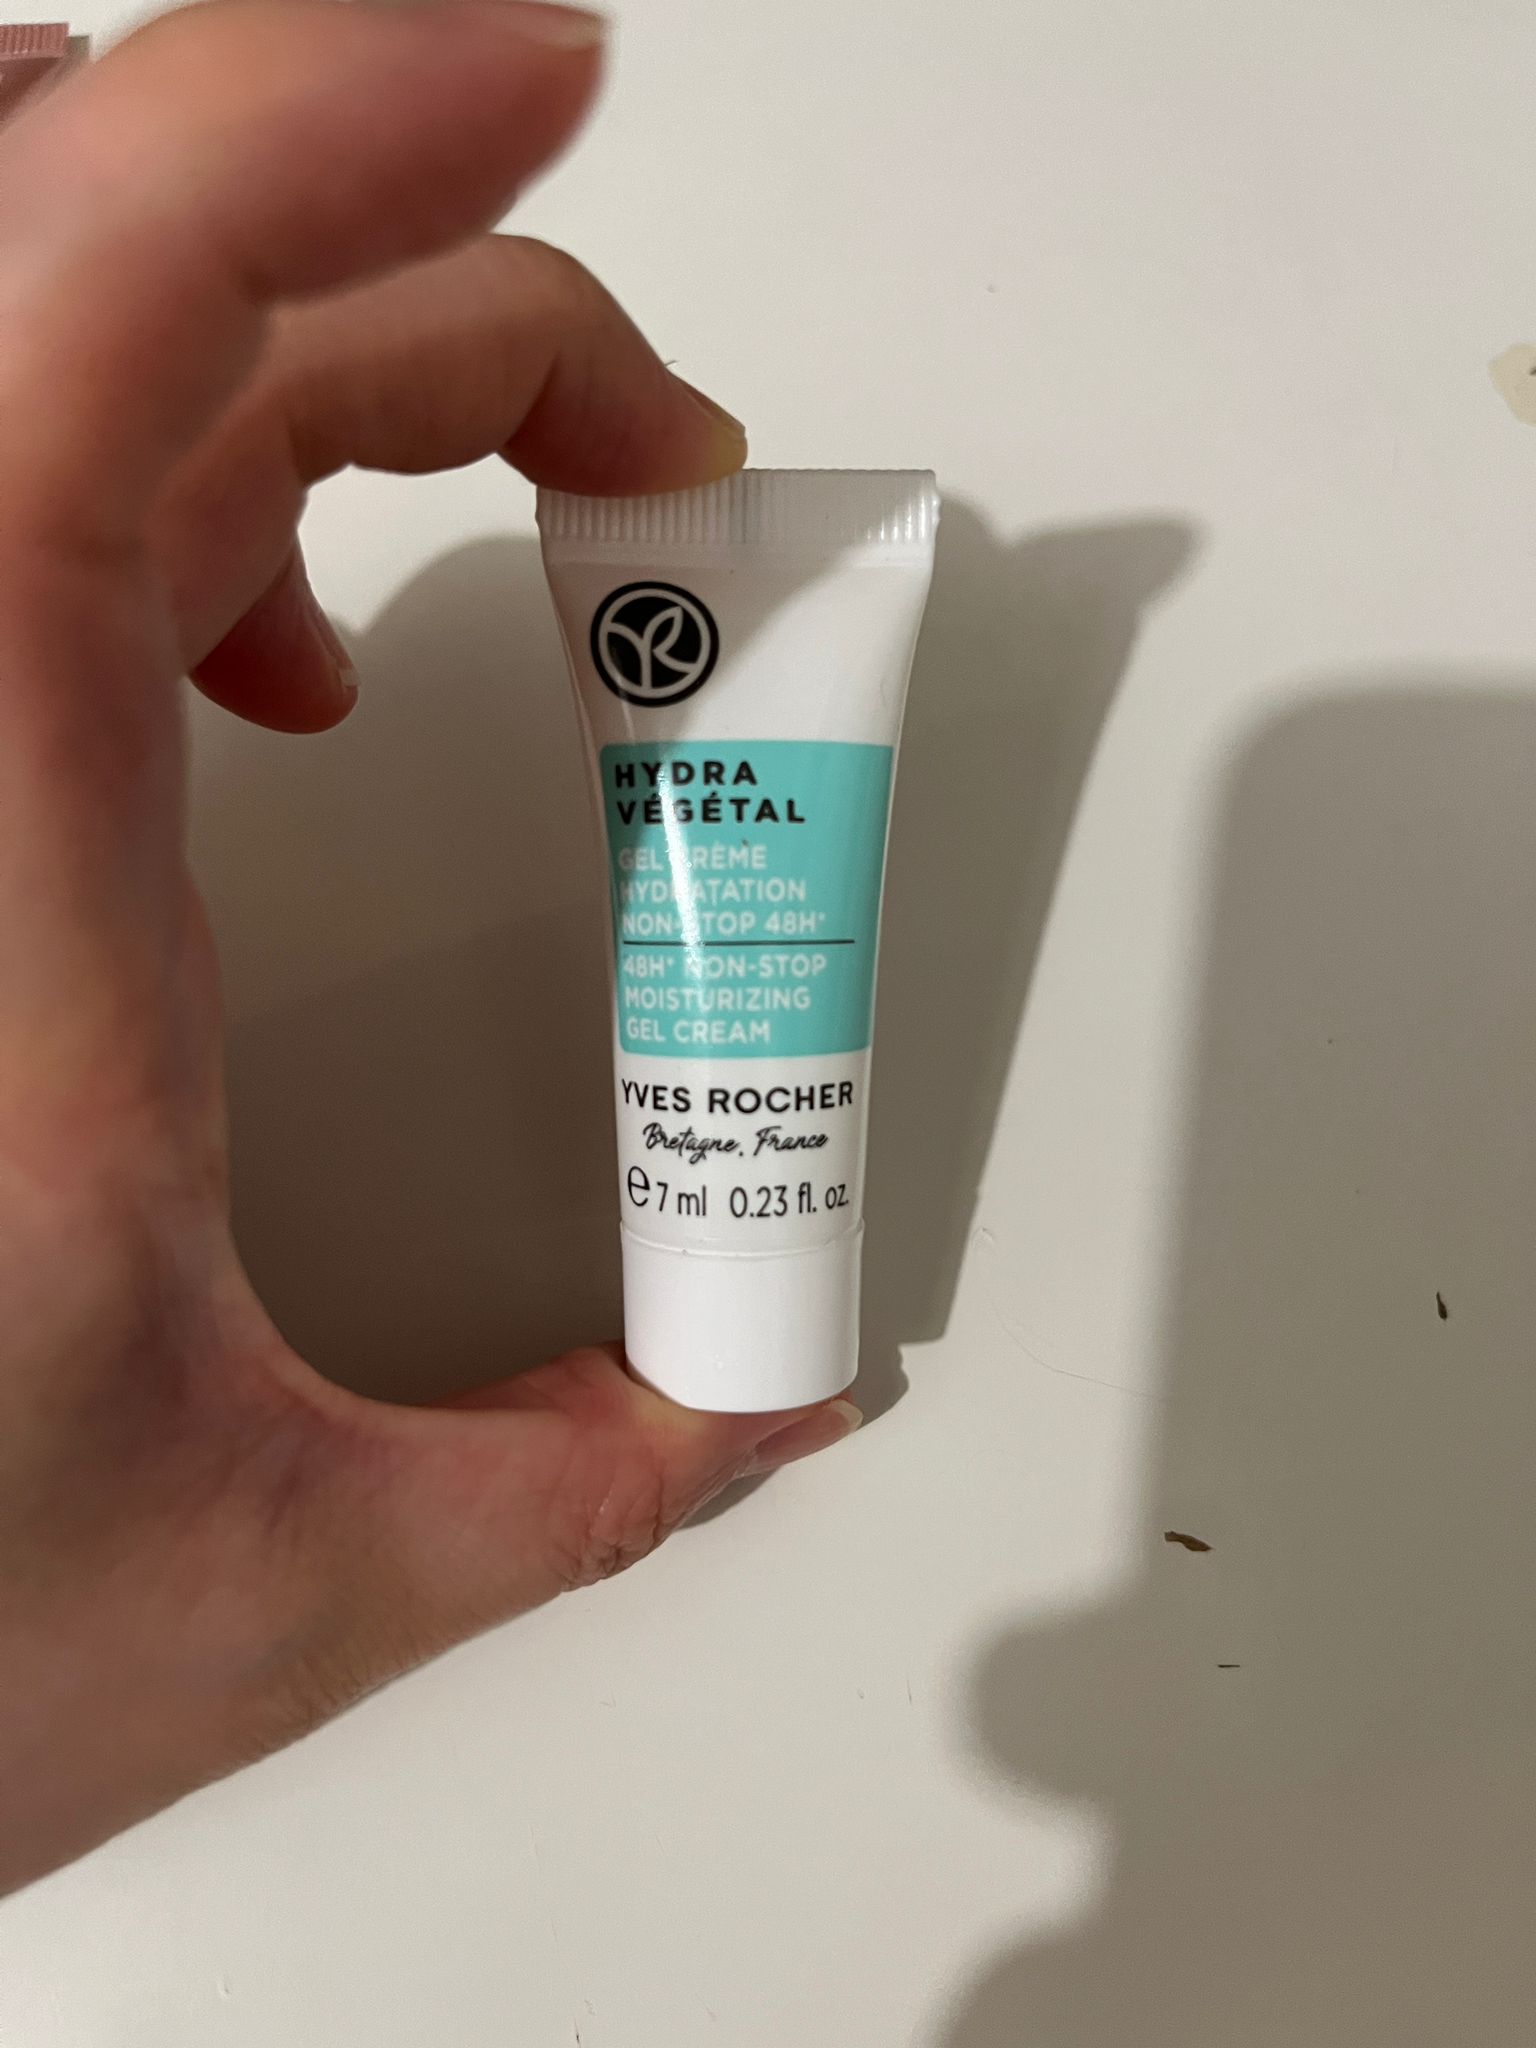 HYDRA
VÉGÉTAL
GEL CRÈME
HYDRATATION
NON-STOP 48H*
48H* NON-STOP
MOISTURIZING
GEL CREAM
YVES ROCHER
Bretagne, France
℮ 7 ml 0.23 fl. oz.